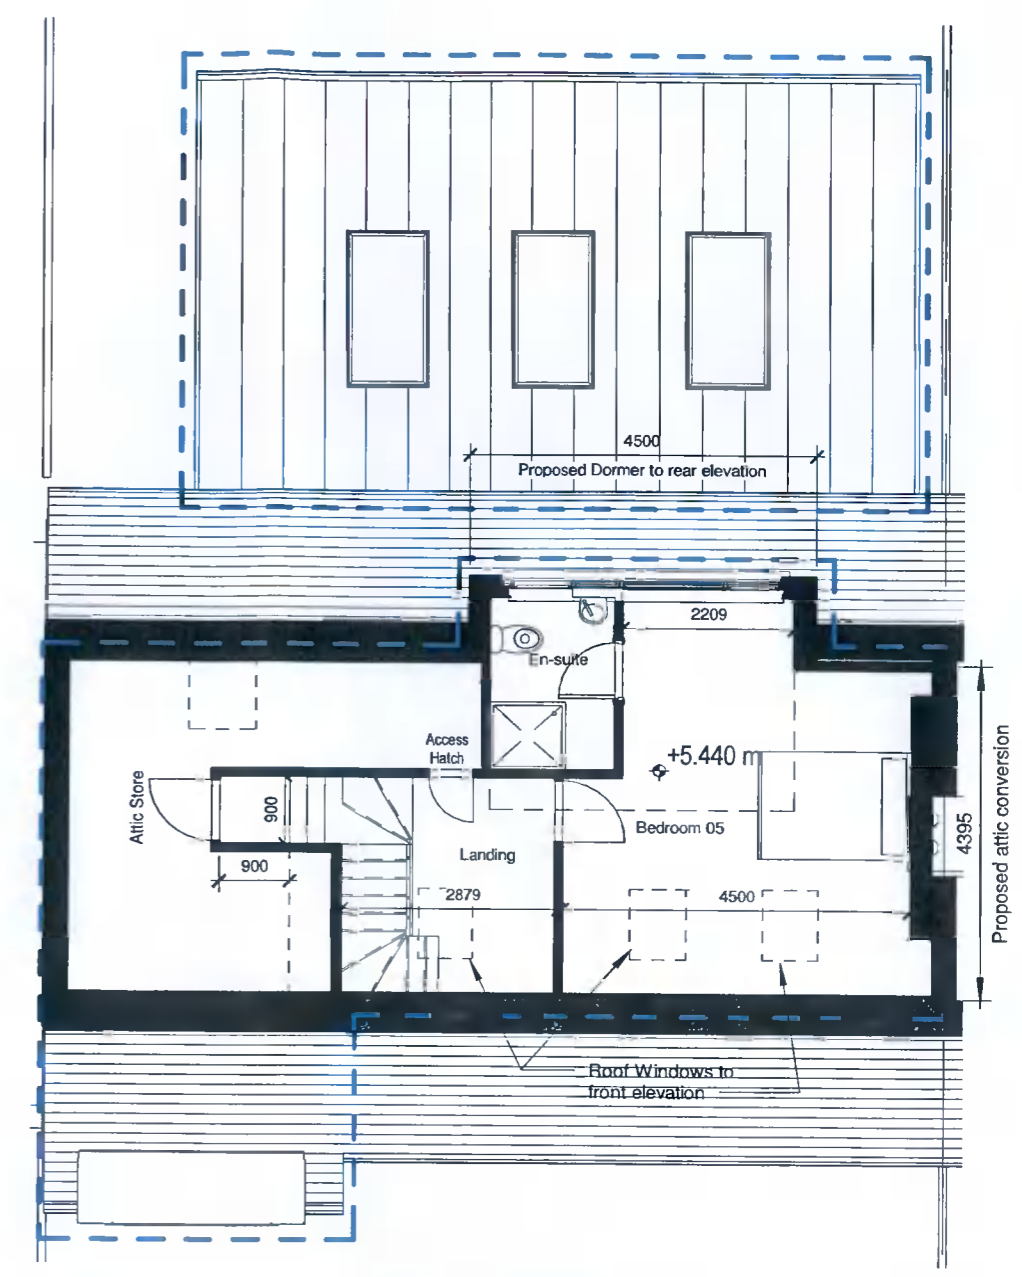 4500
Proposed Dormer to rear elevation
2209
En-suite
Access
Hatch
+5.440 m
Attic Store
900
Bedroom 05
4395
Proposed attic conversion
Landing
900
2879
4500
Roof Windows to
front elevation